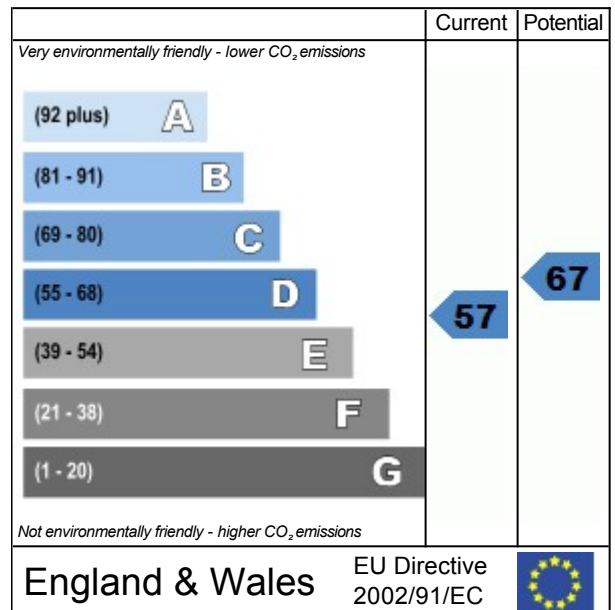 Current Potential
Very environmentally friendly - lower CO₂ emissions
(92 plus) A
(81 - 91) B
(69 - 80) C
(55 - 68) D
(39 - 54) E
(21 - 38) F
(1 - 20) G
57
67
Not environmentally friendly - higher CO₂ emissions
England & Wales
EU Directive
2002/91/EC